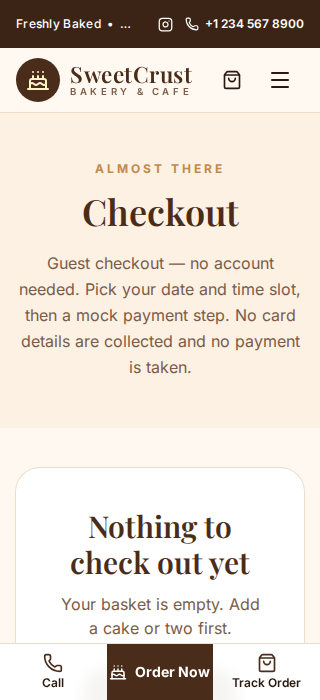 Freshly Baked • ...
+1 234 567 8900
SweetCrust
BAKERY & CAFE
ALMOST THERE
Checkout
Guest checkout — no account
needed. Pick your date and time slot,
then a mock payment step. No card
details are collected and no payment
is taken.
Nothing to
check out yet
Your basket is empty. Add
a cake or two first.
Call
Order Now
Track Order